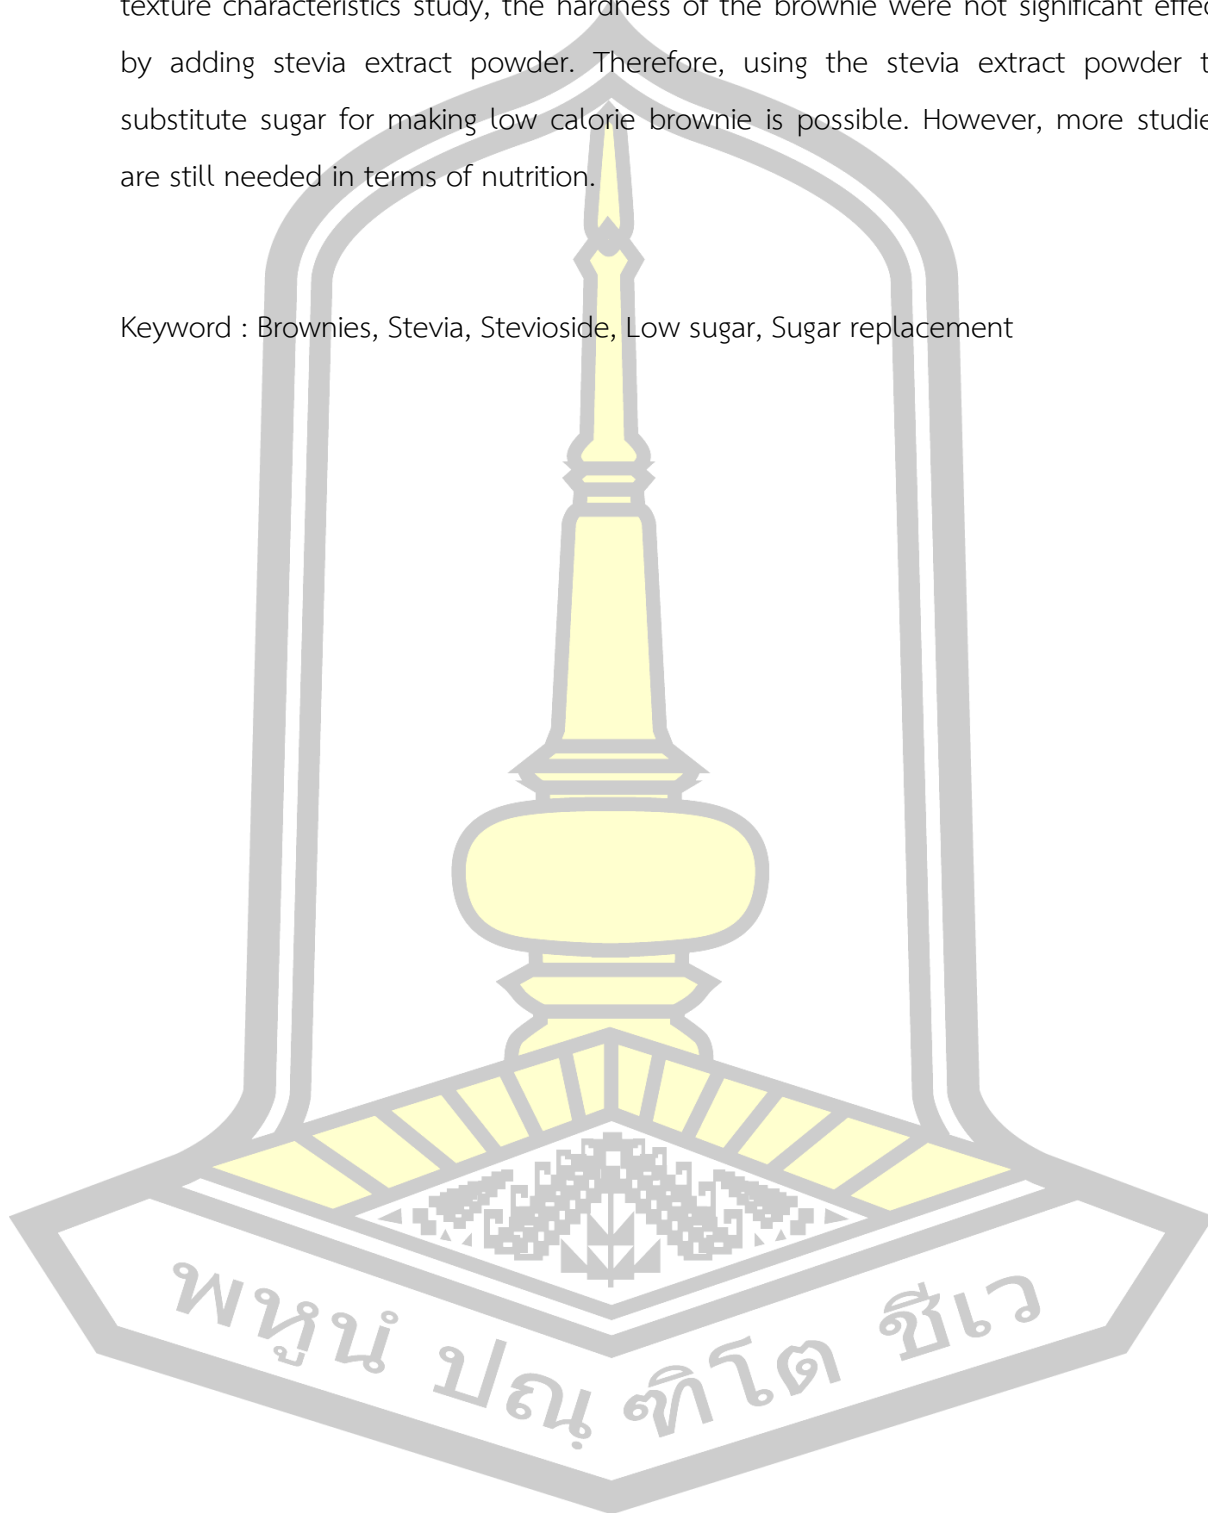 texture characteristics study, the hardness of the brownie were not significant effec
by adding stevia extract powder. Therefore, using the stevia extract powder t
substitute sugar for making low calorie brownie is possible. However, more studie
are still needed in terms of nutrition.
Keyword : Brownies, Stevia, Stevioside, Low sugar, Sugar replacement
พหูนํ ปณฺฑิโต ชีเว